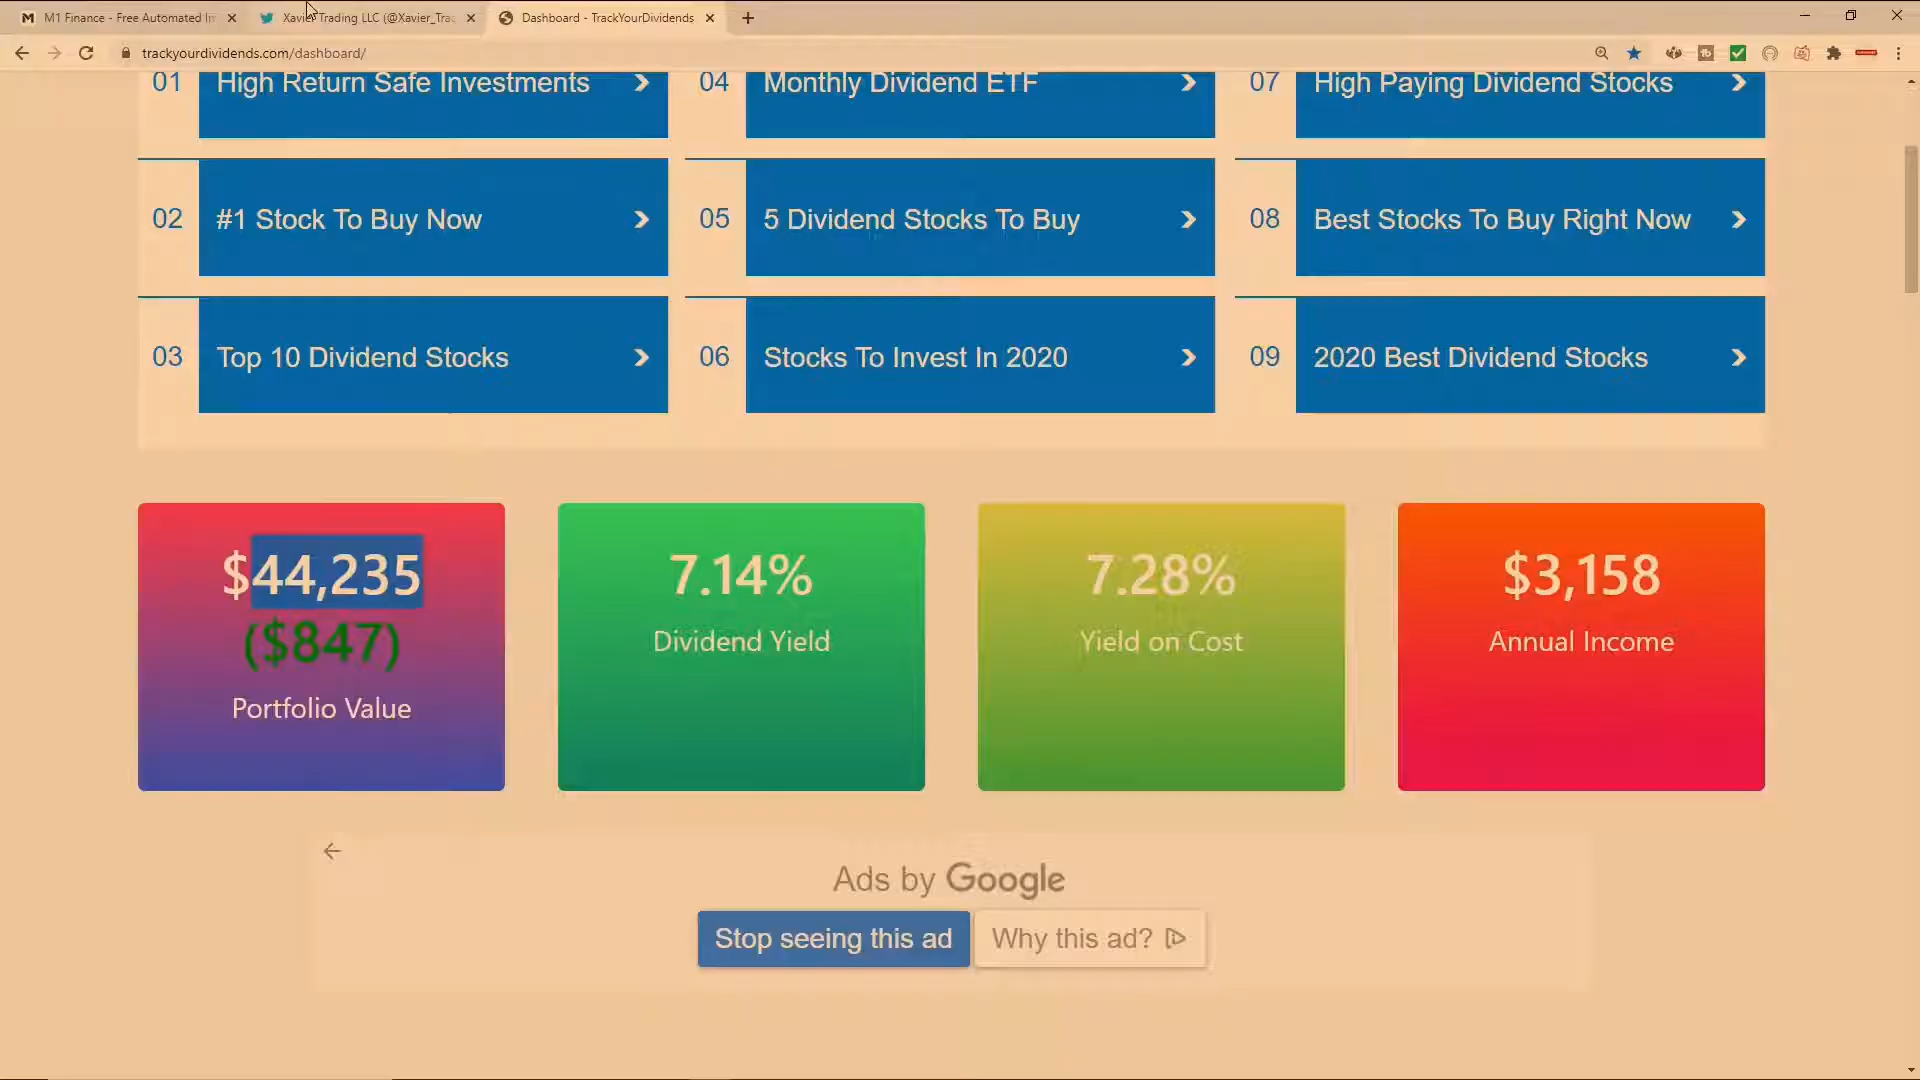 M1 Finance - Free Automated In
Xavier Trading LLC (@Xavier_Trad
Dashboard - TrackYourDividends
trackyourdividends.com/dashboard/
01 High Return Safe Investments
04 Monthly Dividend ETF
07 High Paying Dividend Stocks
02 #1 Stock To Buy Now
05 5 Dividend Stocks To Buy
08 Best Stocks To Buy Right Now
03 Top 10 Dividend Stocks
06 Stocks To Invest In 2020
09 2020 Best Dividend Stocks
$44,235
($847)
Portfolio Value
7.14%
Dividend Yield
7.28%
Yield on Cost
$3,158
Annual Income
Ads by Google
Stop seeing this ad
Why this ad?